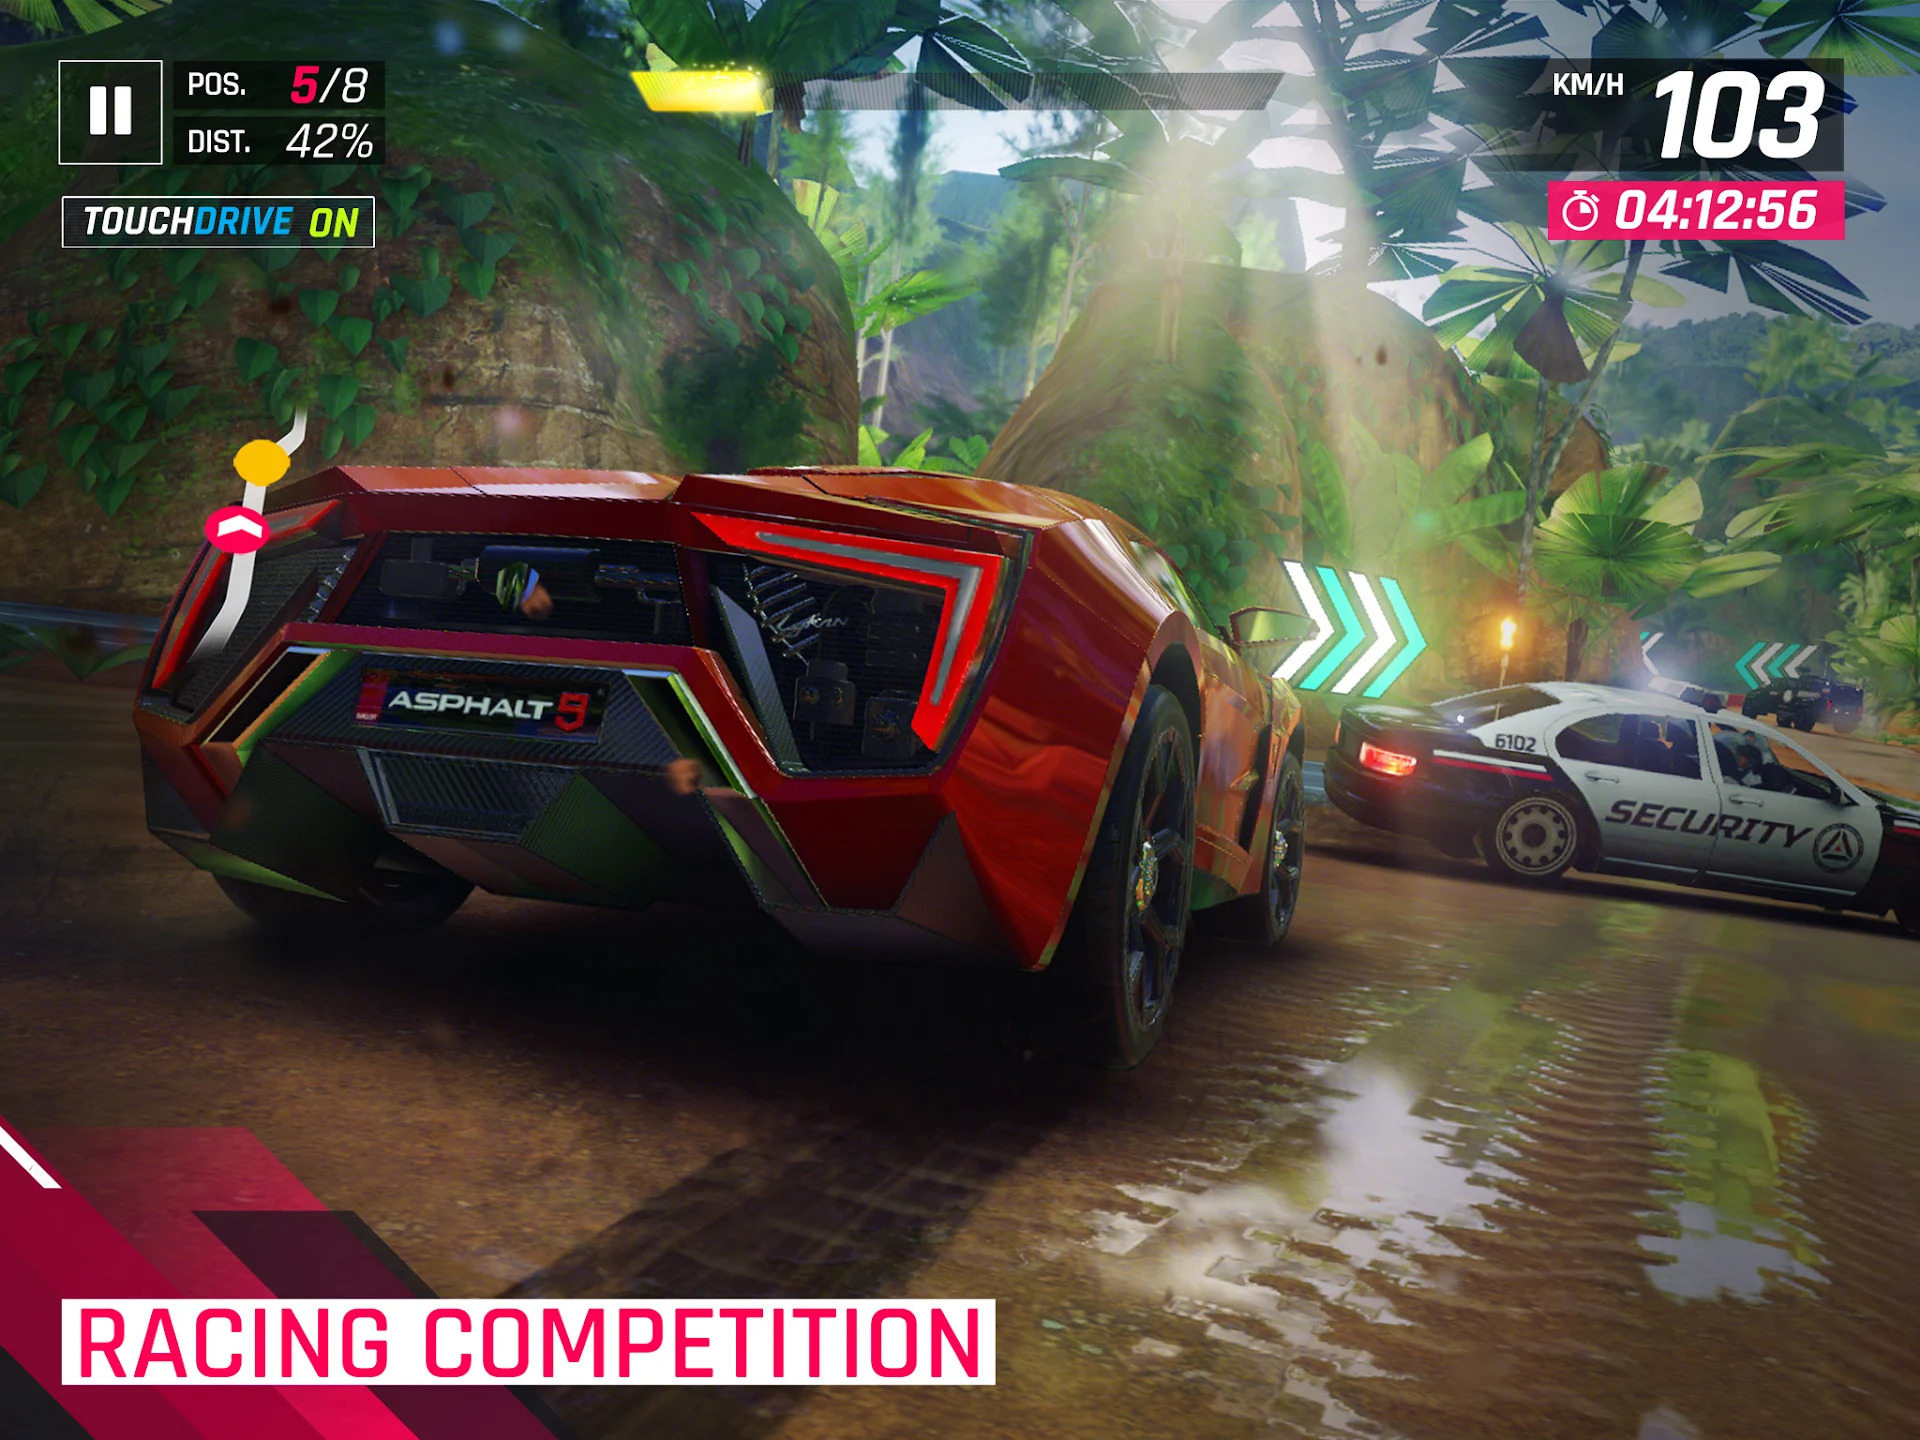 POS. 5/8
DIST. 42%
TOUCHDRIVE ON
KM/H 103
04:12:56
ASPHALT 9
6102
SECURITY
RACING COMPETITION